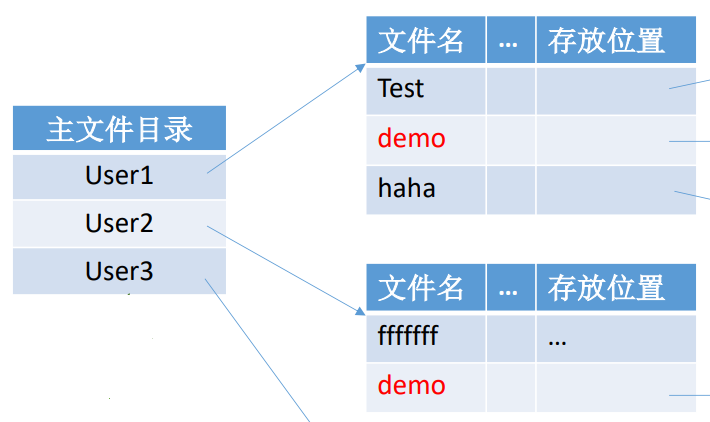 主文件目录
User1
User2
User3
文件名 ... 存放位置
Test
demo
haha
文件名 ... 存放位置
fffffff ...
demo